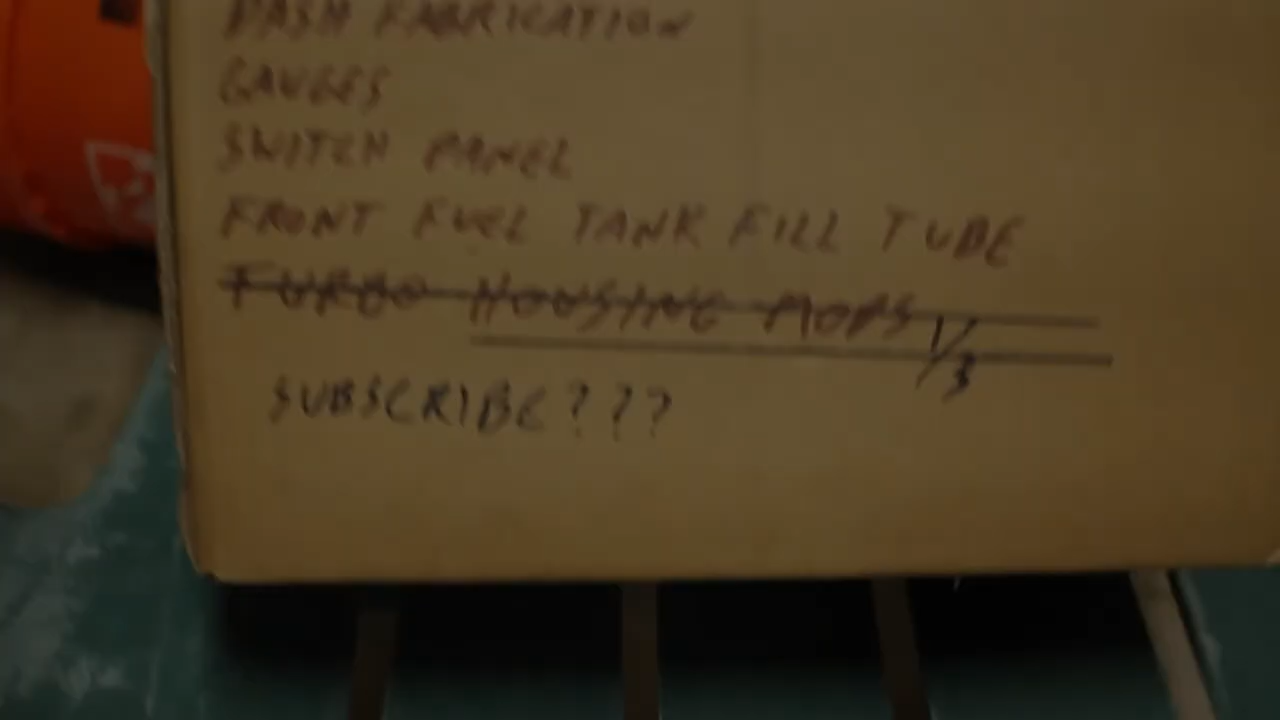 DASH FABRICATION
GAUGES
SWITCH PANEL
FRONT FUEL TANK FILL TUBE
TURBO HOUSING MODS 1/3
SUBSCRIBE???